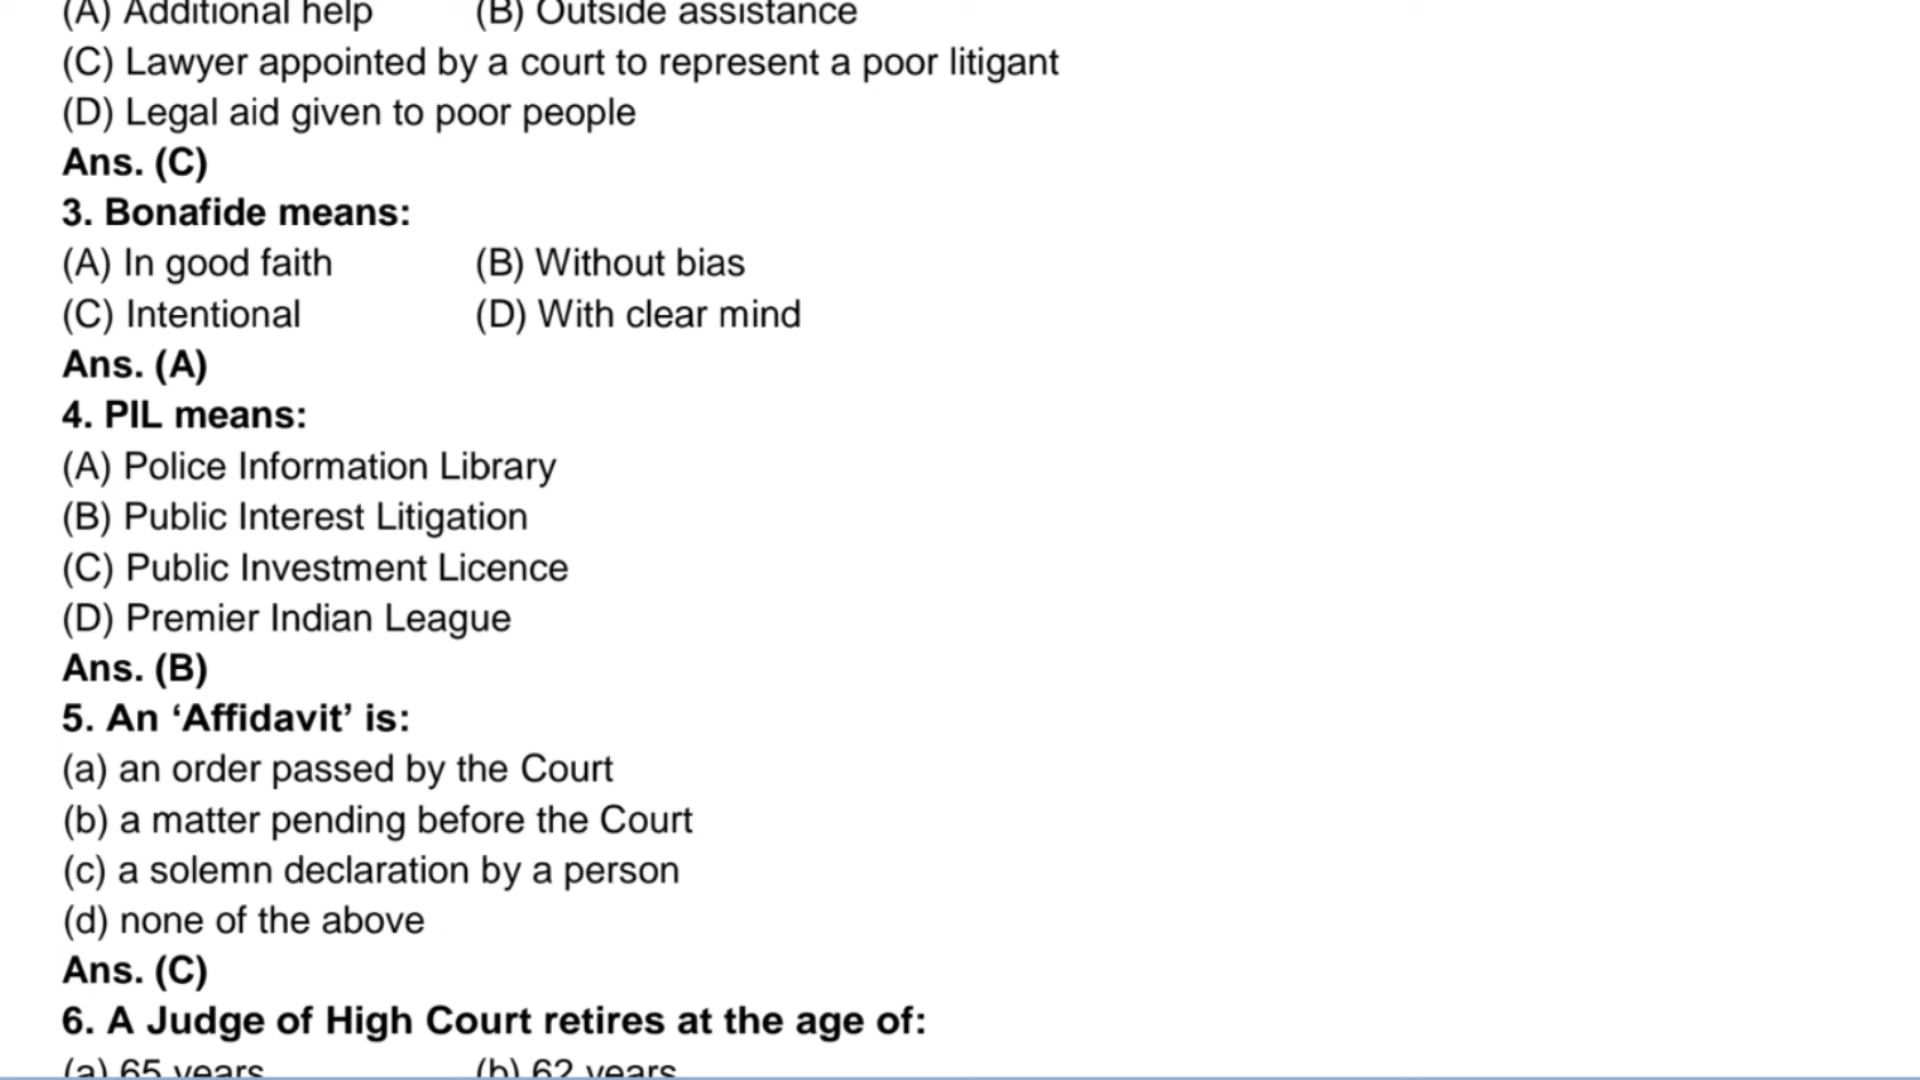 (A) Additional help (B) Outside assistance
(C) Lawyer appointed by a court to represent a poor litigant
(D) Legal aid given to poor people
Ans. (C)
3. Bonafide means:
(A) In good faith (B) Without bias
(C) Intentional (D) With clear mind
Ans. (A)
4. PIL means:
(A) Police Information Library
(B) Public Interest Litigation
(C) Public Investment Licence
(D) Premier Indian League
Ans. (B)
5. An ‘Affidavit’ is:
(a) an order passed by the Court
(b) a matter pending before the Court
(c) a solemn declaration by a person
(d) none of the above
Ans. (C)
6. A Judge of High Court retires at the age of:
(a) 65 years (b) 62 years